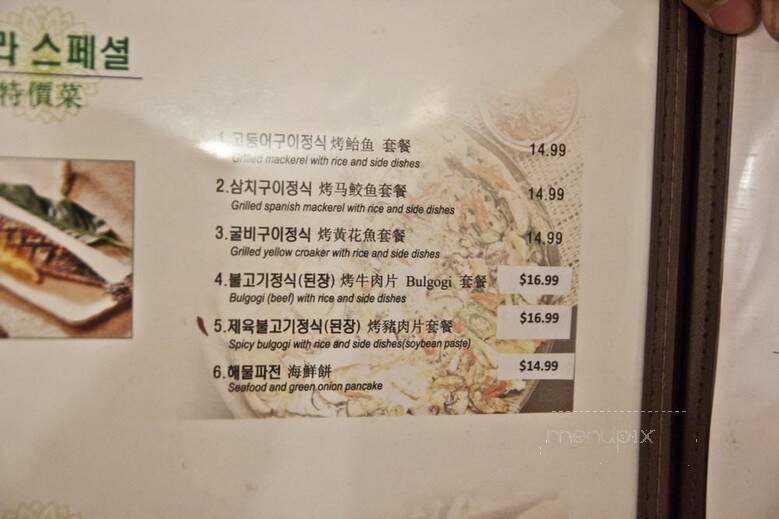 라 스페셜
特價菜
1.고등어구이정식 烤鲐鱼 套餐 14.99
Grilled mackerel with rice and side dishes
2.삼치구이정식 烤马鲛鱼套餐 14.99
Grilled spanish mackerel with rice and side dishes
3.굴비구이정식 烤黄花魚套餐 14.99
Grilled yellow croaker with rice and side dishes
4.불고기정식(된장) 烤牛肉片 Bulgogi 套餐 $16.99
Bulgogi (beef) with rice and side dishes
5.제육불고기정식(된장) 烤豬肉片套餐 $16.99
Spicy bulgogi with rice and side dishes(soybean paste)
6.해물파전 海鮮餅 $14.99
Seafood and green onion pancake
menupix